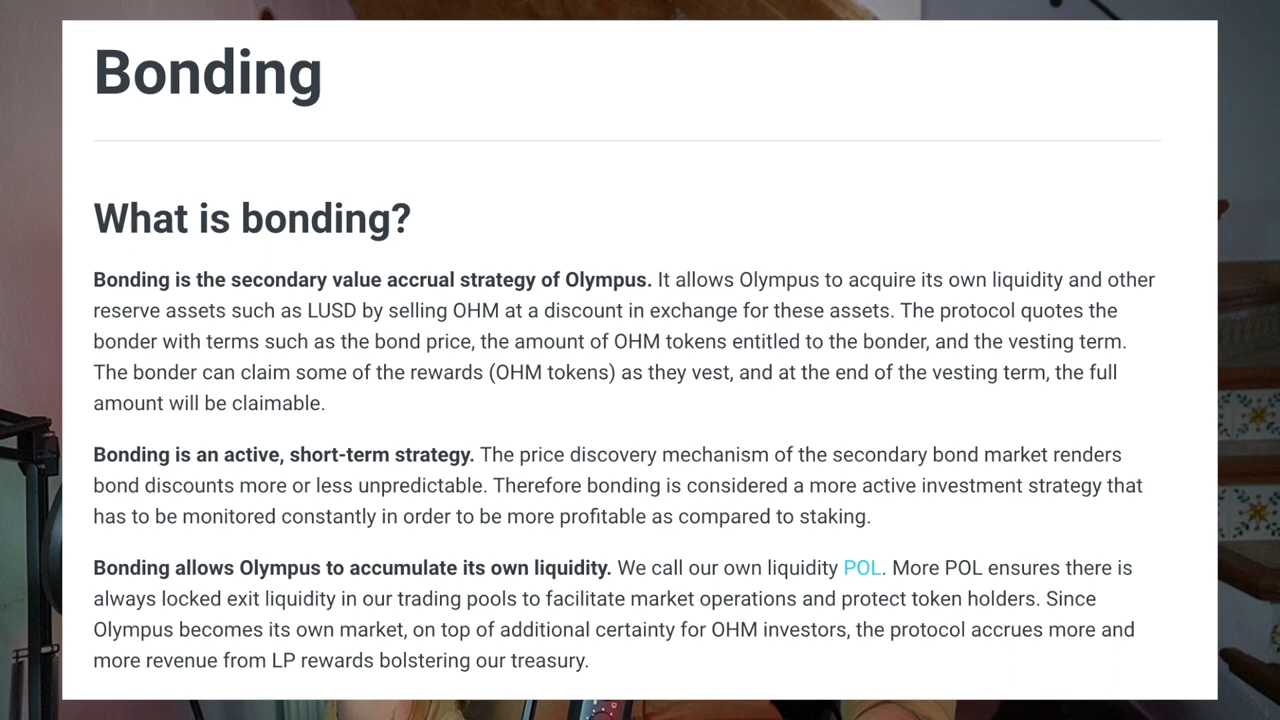 Bonding
What is bonding?
Bonding is the secondary value accrual strategy of Olympus. It allows Olympus to acquire its own liquidity and other
reserve assets such as LUSD by selling OHM at a discount in exchange for these assets. The protocol quotes the
bonder with terms such as the bond price, the amount of OHM tokens entitled to the bonder, and the vesting term.
The bonder can claim some of the rewards (OHM tokens) as they vest, and at the end of the vesting term, the full
amount will be claimable.
Bonding is an active, short-term strategy. The price discovery mechanism of the secondary bond market renders
bond discounts more or less unpredictable. Therefore bonding is considered a more active investment strategy that
has to be monitored constantly in order to be more profitable as compared to staking.
Bonding allows Olympus to accumulate its own liquidity. We call our own liquidity POL. More POL ensures there is
always locked exit liquidity in our trading pools to facilitate market operations and protect token holders. Since
Olympus becomes its own market, on top of additional certainty for OHM investors, the protocol accrues more and
more revenue from LP rewards bolstering our treasury.